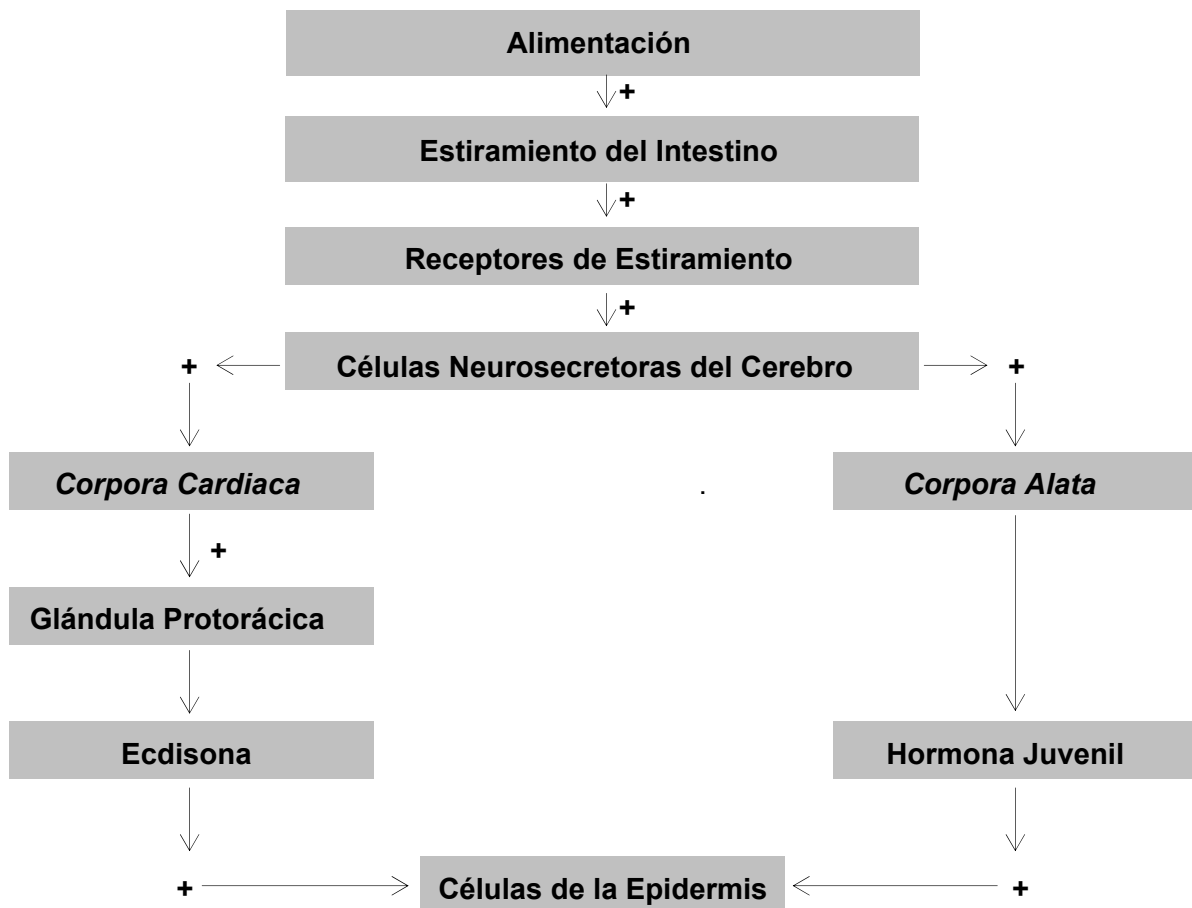 Alimentación
+
Estiramiento del Intestino
+
Receptores de Estiramiento
+
+ Células Neurosecretoras del Cerebro +
Corpora Cardiaca . Corpora Alata
+
Glándula Protorácica
Ecdisona Hormona Juvenil
+ Células de la Epidermis +